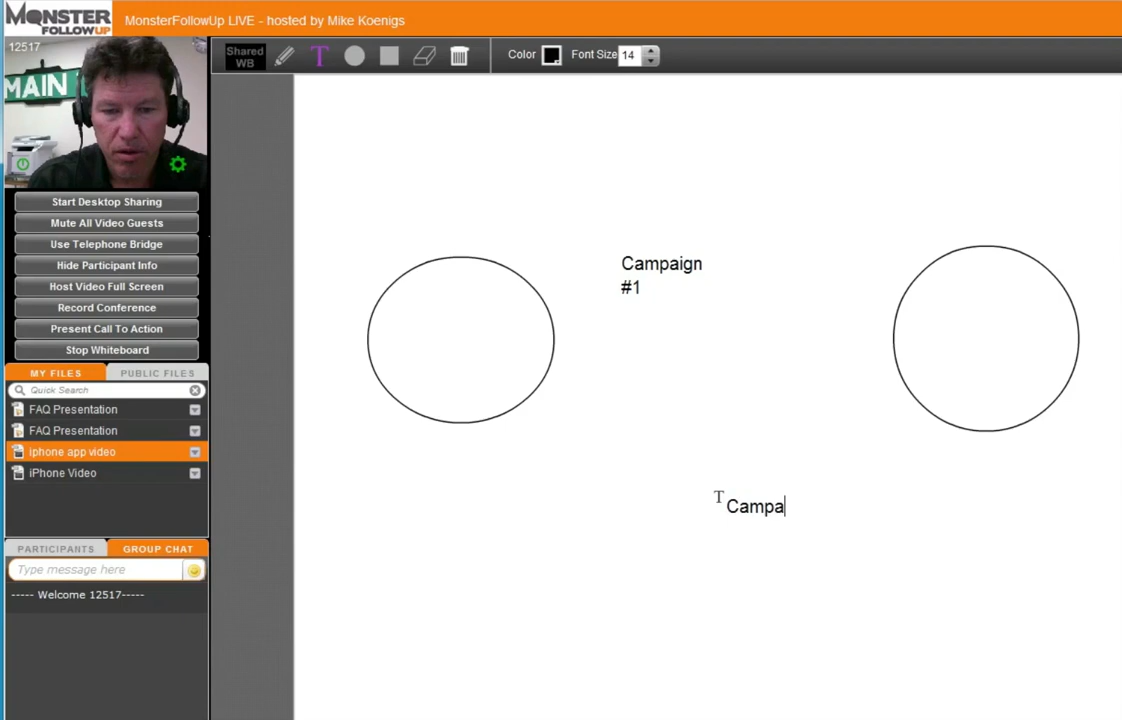 MONSTER
FOLLOWUP
MonsterFollowUp LIVE - hosted by Mike Koenigs
12517
MAIN
Shared
WB
T
Color
Font Size 14
Start Desktop Sharing
Mute All Video Guests
Use Telephone Bridge
Hide Participant Info
Host Video Full Screen
Record Conference
Present Call To Action
Stop Whiteboard
MY FILES
PUBLIC FILES
Quick Search
FAQ Presentation
FAQ Presentation
iphone app video
iPhone Video
PARTICIPANTS
GROUP CHAT
Type message here
----- Welcome 12517-----
Campaign
#1
T
Campa